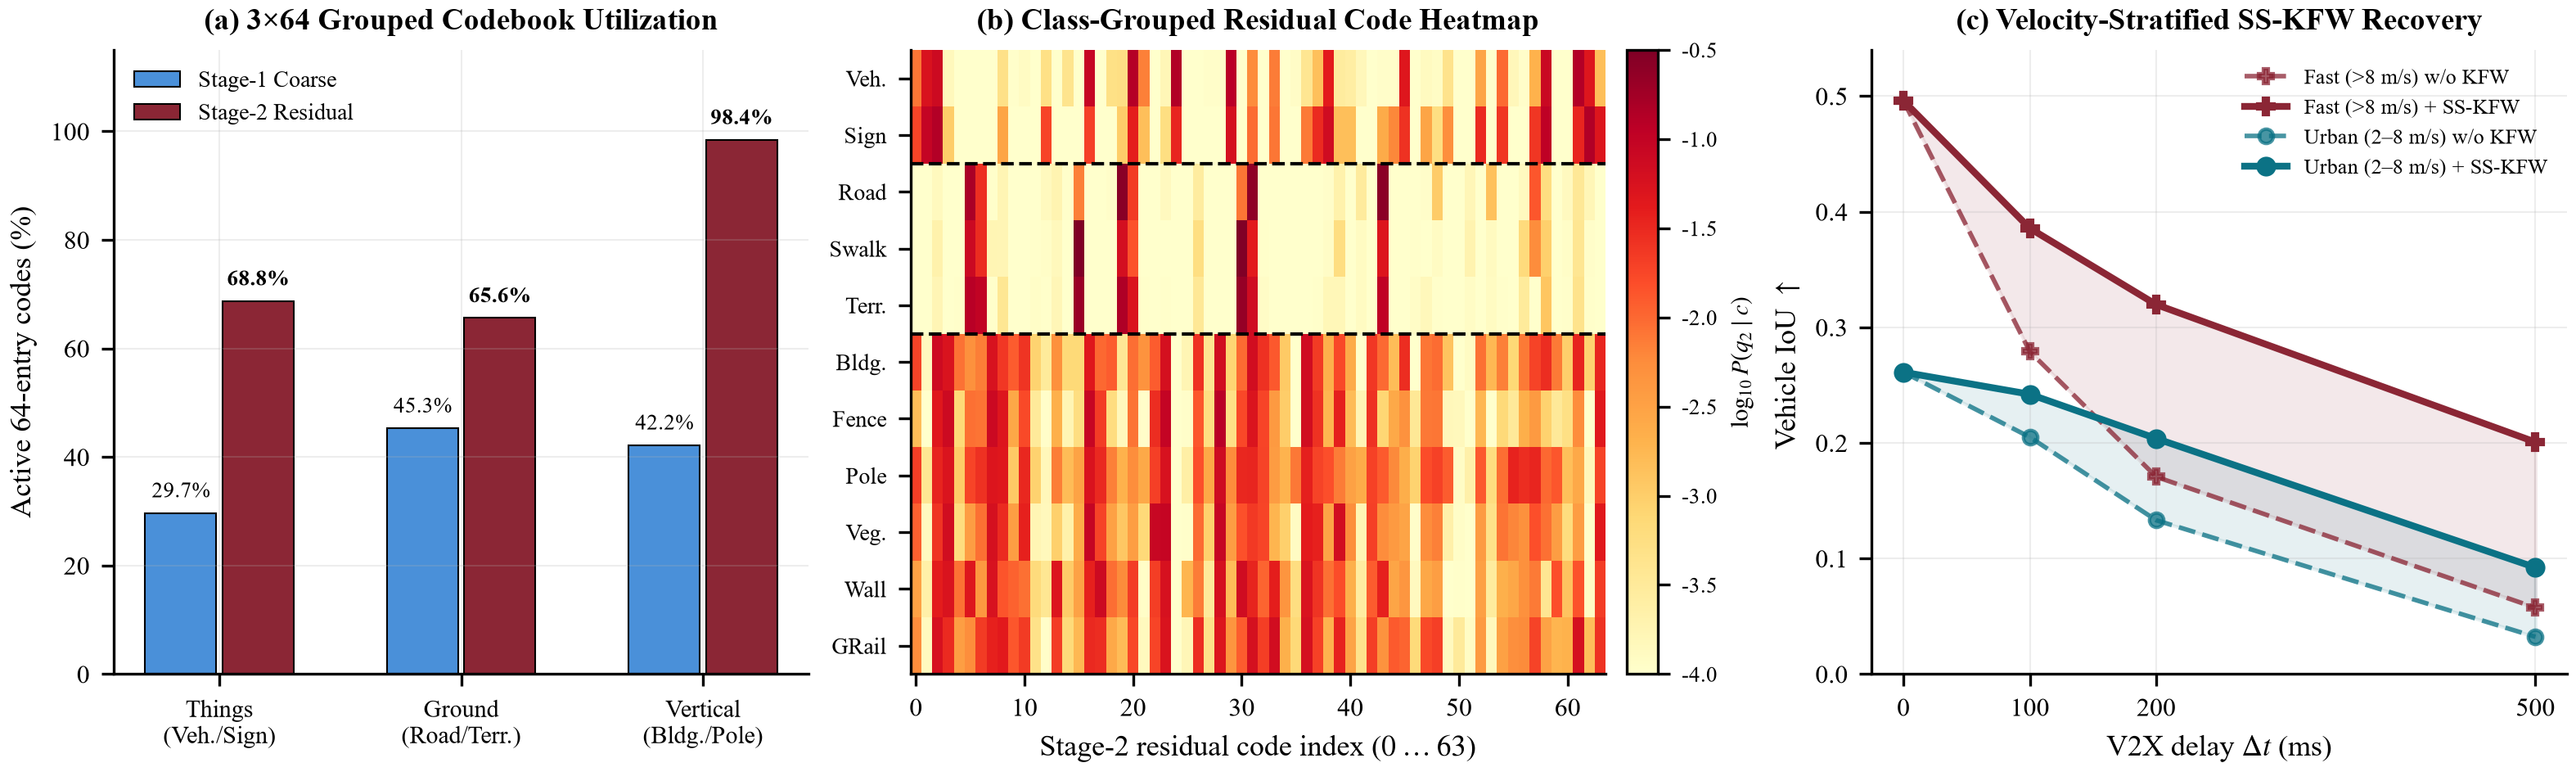 (a) 3×64 Grouped Codebook Utilization
Active 64-entry codes (%)
100
80
60
40
20
0
Stage-1 Coarse
Stage-2 Residual
29.7%
68.8%
45.3%
65.6%
42.2%
98.4%
Things
(Veh./Sign)
Ground
(Road/Terr.)
Vertical
(Bldg./Pole)
(b) Class-Grouped Residual Code Heatmap
Veh.
Sign
Road
Swalk
Terr.
Bldg.
Fence
Pole
Veg.
Wall
GRail
0
10
20
30
40
50
60
Stage-2 residual code index (0 … 63)
-0.5
-1.0
-1.5
-2.0
-2.5
-3.0
-3.5
-4.0
log₁₀ P(q₂ | c)
(c) Velocity-Stratified SS-KFW Recovery
Vehicle IoU ↑
0.5
0.4
0.3
0.2
0.1
0.0
Fast (>8 m/s) w/o KFW
Fast (>8 m/s) + SS-KFW
Urban (2–8 m/s) w/o KFW
Urban (2–8 m/s) + SS-KFW
0
100
200
500
V2X delay Δt (ms)